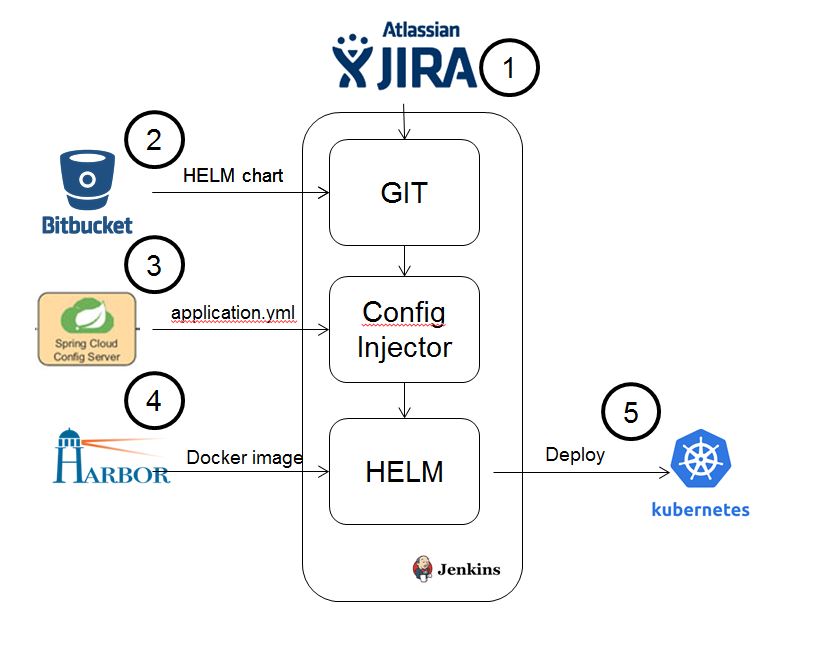 Atlassian
JIRA
1
2
HELM chart
GIT
Bitbucket
3
application.yml
Config
Injector
Spring Cloud
Config Server
4
5
Docker image
HARBOR
HELM
Deploy
kubernetes
Jenkins